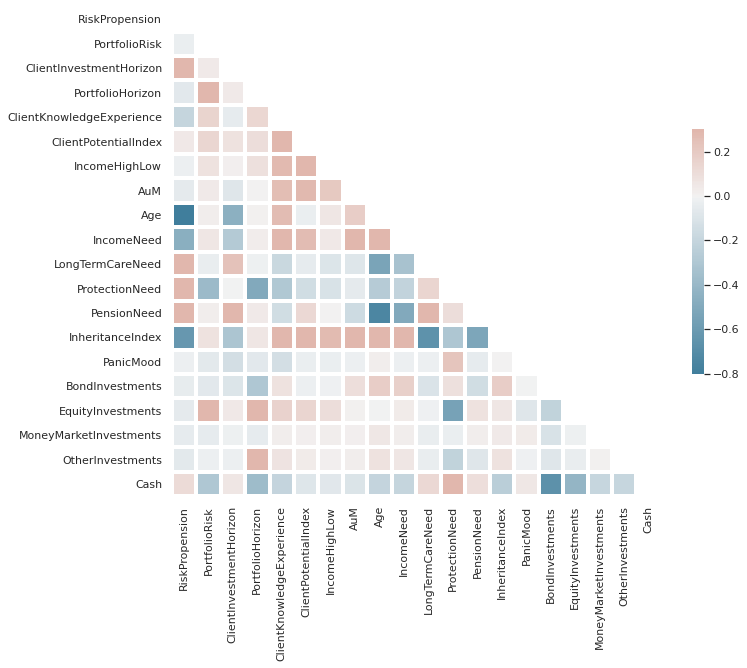 RiskPropension
PortfolioRisk
ClientInvestmentHorizon
PortfolioHorizon
ClientKnowledgeExperience
ClientPotentialIndex
IncomeHighLow
AuM
Age
IncomeNeed
LongTermCareNeed
ProtectionNeed
PensionNeed
InheritanceIndex
PanicMood
BondInvestments
EquityInvestments
MoneyMarketInvestments
OtherInvestments
Cash
RiskPropension
PortfolioRisk
ClientInvestmentHorizon
PortfolioHorizon
ClientKnowledgeExperience
ClientPotentialIndex
IncomeHighLow
AuM
Age
IncomeNeed
LongTermCareNeed
ProtectionNeed
PensionNeed
InheritanceIndex
PanicMood
BondInvestments
EquityInvestments
MoneyMarketInvestments
OtherInvestments
Cash
0.2
0.0
−0.2
−0.4
−0.6
−0.8